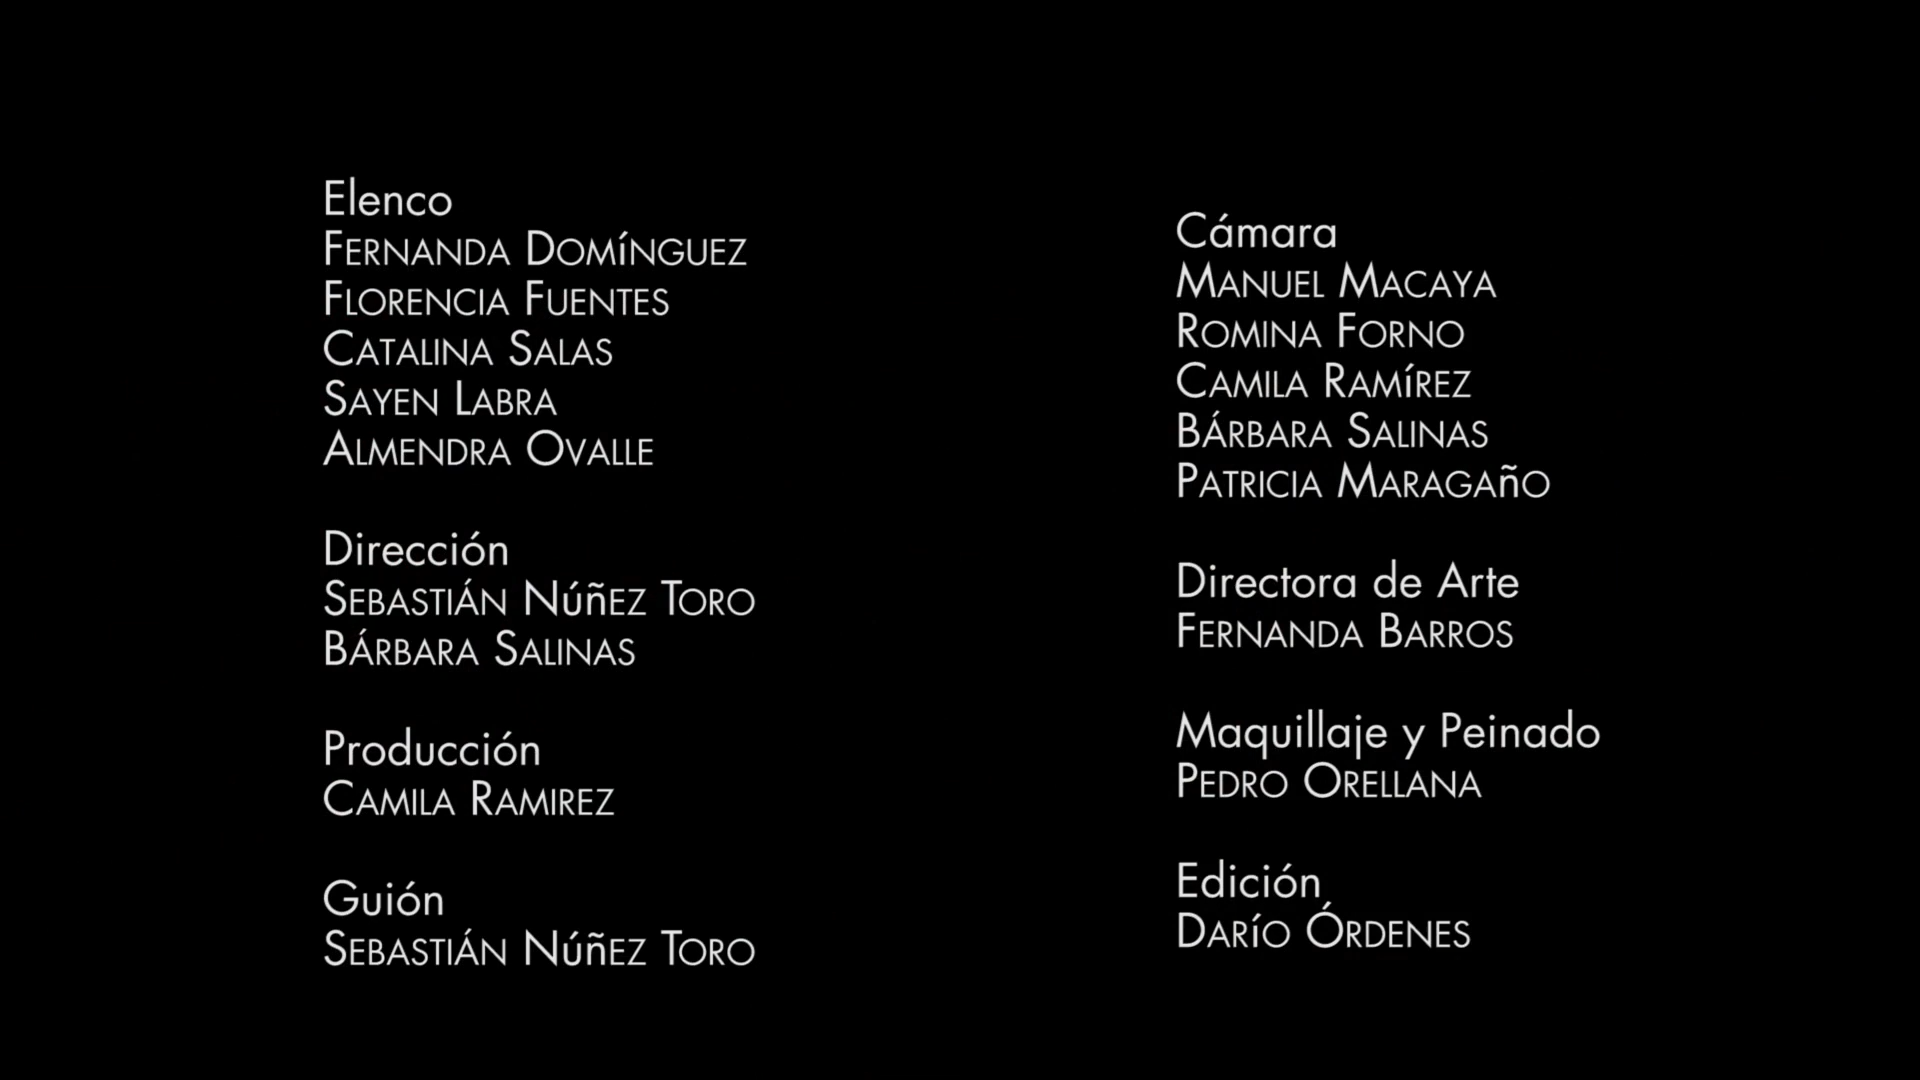 Elenco
Fernanda Domínguez
Florencia Fuentes
Catalina Salas
Sayen Labra
Almendra Ovalle
Dirección
Sebastián Núñez Toro
Bárbara Salinas
Producción
Camila Ramirez
Guión
Sebastián Núñez Toro
Cámara
Manuel Macaya
Romina Forno
Camila Ramírez
Bárbara Salinas
Patricia Maragaño
Directora de Arte
Fernanda Barros
Maquillaje y Peinado
Pedro Orellana
Edición
Darío Órdenes